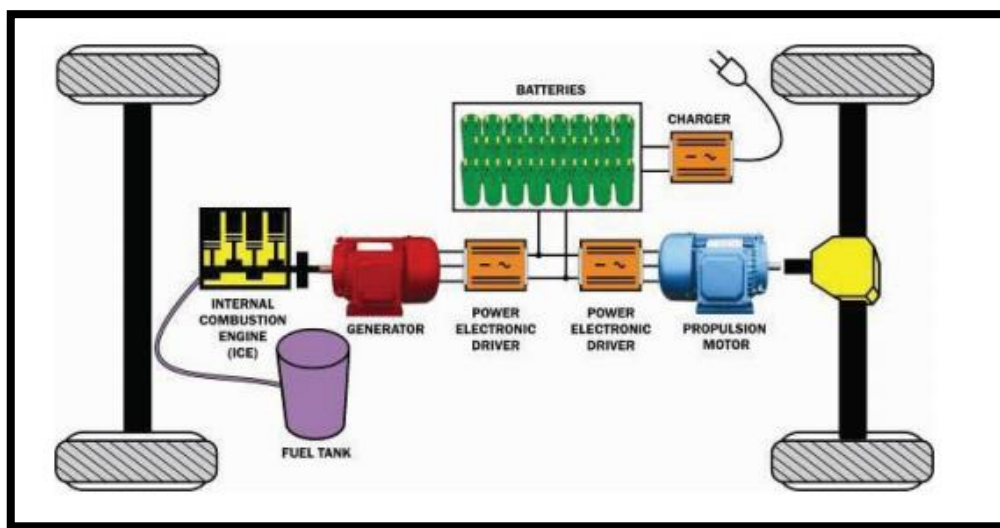 BATTERIES
CHARGER
INTERNAL
COMBUSTION
ENGINE
(ICE)
GENERATOR
POWER
ELECTRONIC
DRIVER
POWER
ELECTRONIC
DRIVER
PROPULSION
MOTOR
FUEL TANK